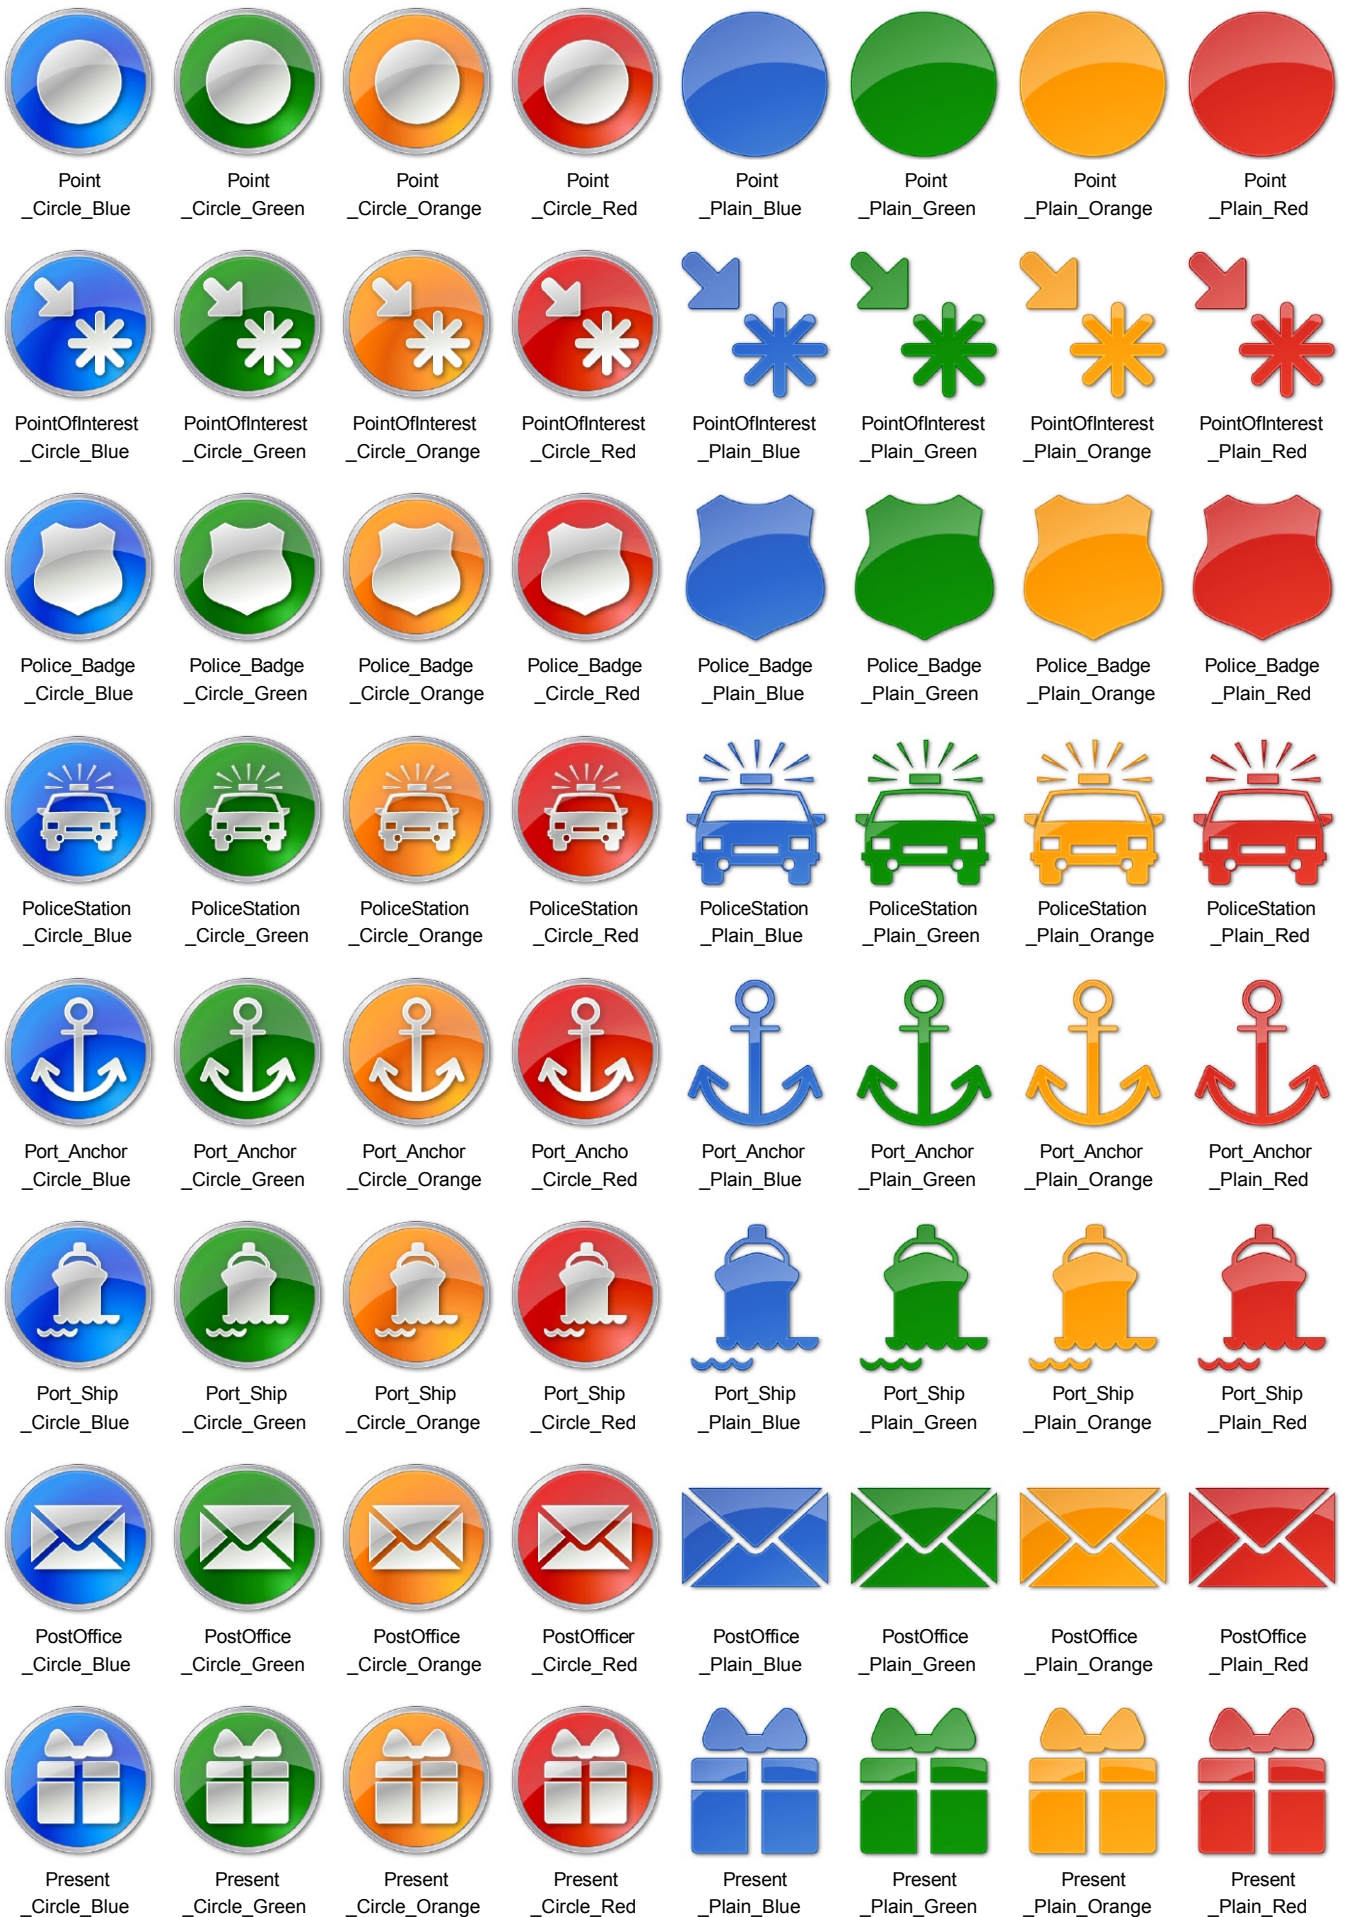 Point Point Point Point Point Point Point Point
_Circle_Blue _Circle_Green _Circle_Orange _Circle_Red _Plain_Blue _Plain_Green _Plain_Orange _Plain_Red
PointOfInterest PointOfInterest PointOfInterest PointOfInterest PointOfInterest PointOfInterest PointOfInterest PointOfInterest
_Circle_Blue _Circle_Green _Circle_Orange _Circle_Red _Plain_Blue _Plain_Green _Plain_Orange _Plain_Red
Police_Badge Police_Badge Police_Badge Police_Badge Police_Badge Police_Badge Police_Badge Police_Badge
_Circle_Blue _Circle_Green _Circle_Orange _Circle_Red _Plain_Blue _Plain_Green _Plain_Orange _Plain_Red
PoliceStation PoliceStation PoliceStation PoliceStation PoliceStation PoliceStation PoliceStation PoliceStation
_Circle_Blue _Circle_Green _Circle_Orange _Circle_Red _Plain_Blue _Plain_Green _Plain_Orange _Plain_Red
Port_Anchor Port_Anchor Port_Anchor Port_Ancho Port_Anchor Port_Anchor Port_Anchor Port_Anchor
_Circle_Blue _Circle_Green _Circle_Orange _Circle_Red _Plain_Blue _Plain_Green _Plain_Orange _Plain_Red
Port_Ship Port_Ship Port_Ship Port_Ship Port_Ship Port_Ship Port_Ship Port_Ship
_Circle_Blue _Circle_Green _Circle_Orange _Circle_Red _Plain_Blue _Plain_Green _Plain_Orange _Plain_Red
PostOffice PostOffice PostOffice PostOfficer PostOffice PostOffice PostOffice PostOffice
_Circle_Blue _Circle_Green _Circle_Orange _Circle_Red _Plain_Blue _Plain_Green _Plain_Orange _Plain_Red
Present Present Present Present Present Present Present Present
_Circle_Blue _Circle_Green _Circle_Orange _Circle_Red _Plain_Blue _Plain_Green _Plain_Orange _Plain_Red